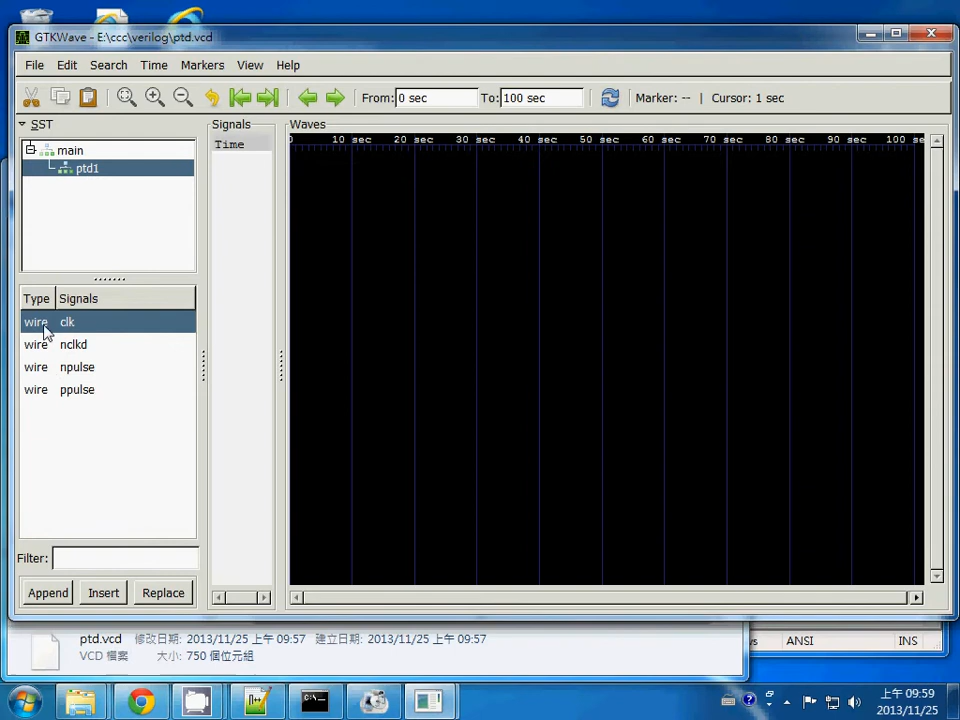 GTKWave - E:\ccc\verilog\ptd.vcd
File Edit Search Time Markers View Help
From: 0 sec To: 100 sec Marker: -- | Cursor: 1 sec
SST
main
ptd1
Type Signals
wire clk
wire nclkd
wire npulse
wire ppulse
Filter:
Append Insert Replace
Signals
Time
Waves
10 sec 20 sec 30 sec 40 sec 50 sec 60 sec 70 sec 80 sec 90 sec 100 se
ptd.vcd 修改日期: 2013/11/25 上午 09:57 建立日期: 2013/11/25 上午 09:57
VCD 檔案 大小: 750 個位元組
ANSI INS
上午 09:59
2013/11/25